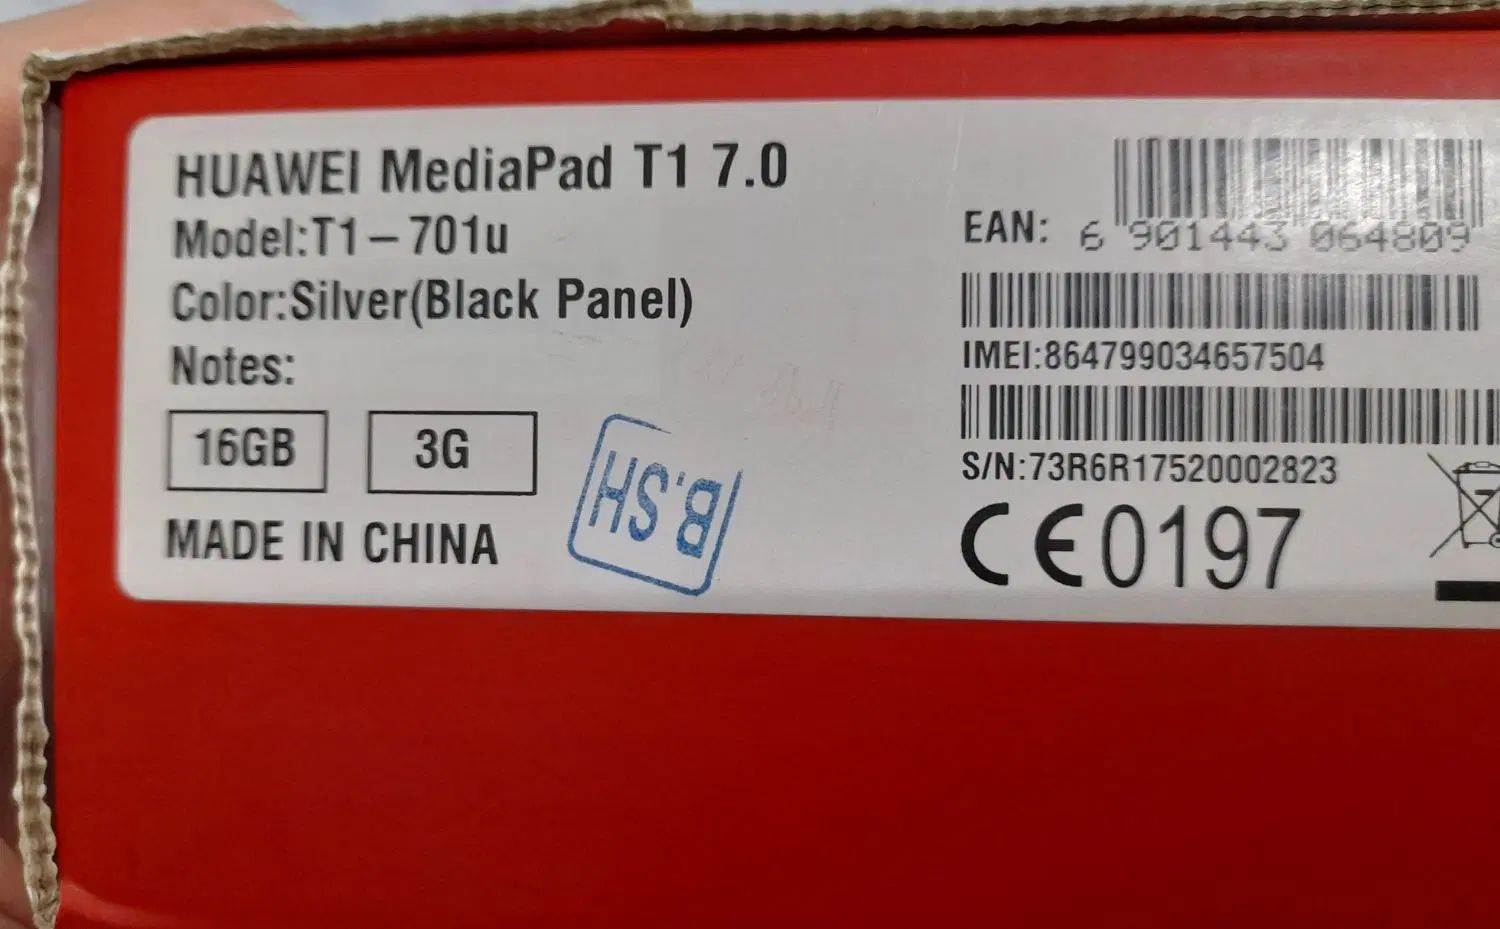 HUAWEI MediaPad T1 7.0
Model:T1–701u
Color:Silver(Black Panel)
Notes:
16GB 3G
MADE IN CHINA
B.SH
EAN: 6 901443 064809
IMEI:864799034657504
S/N:73R6R17520002823
CE0197